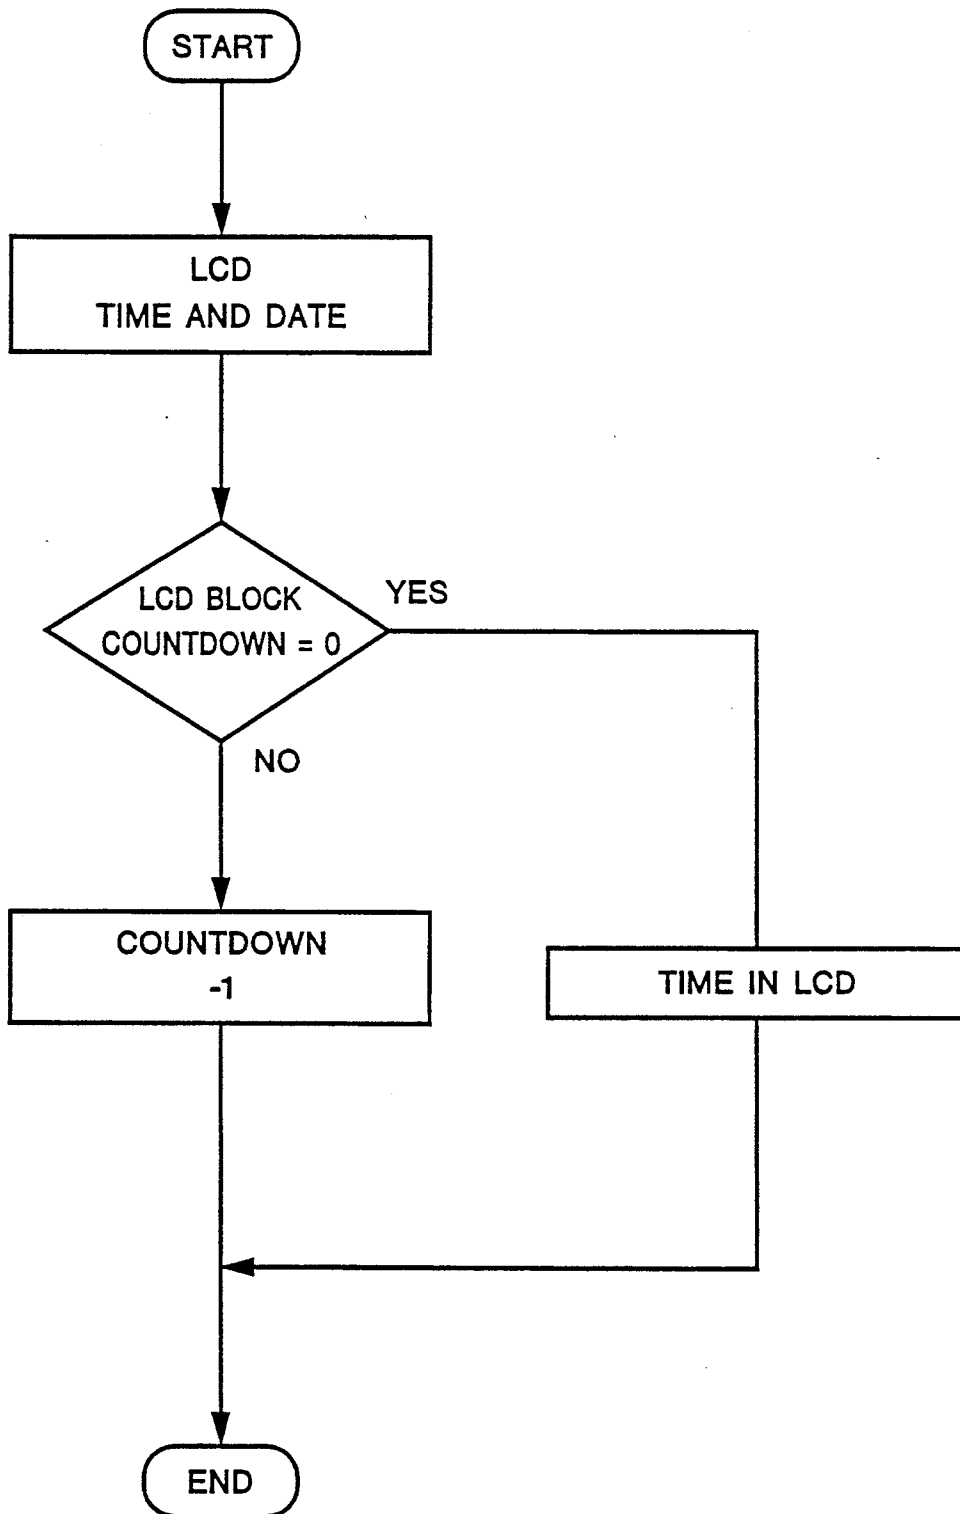 START
LCD
TIME AND DATE
LCD BLOCK
COUNTDOWN = 0
YES
NO
COUNTDOWN
-1
TIME IN LCD
END